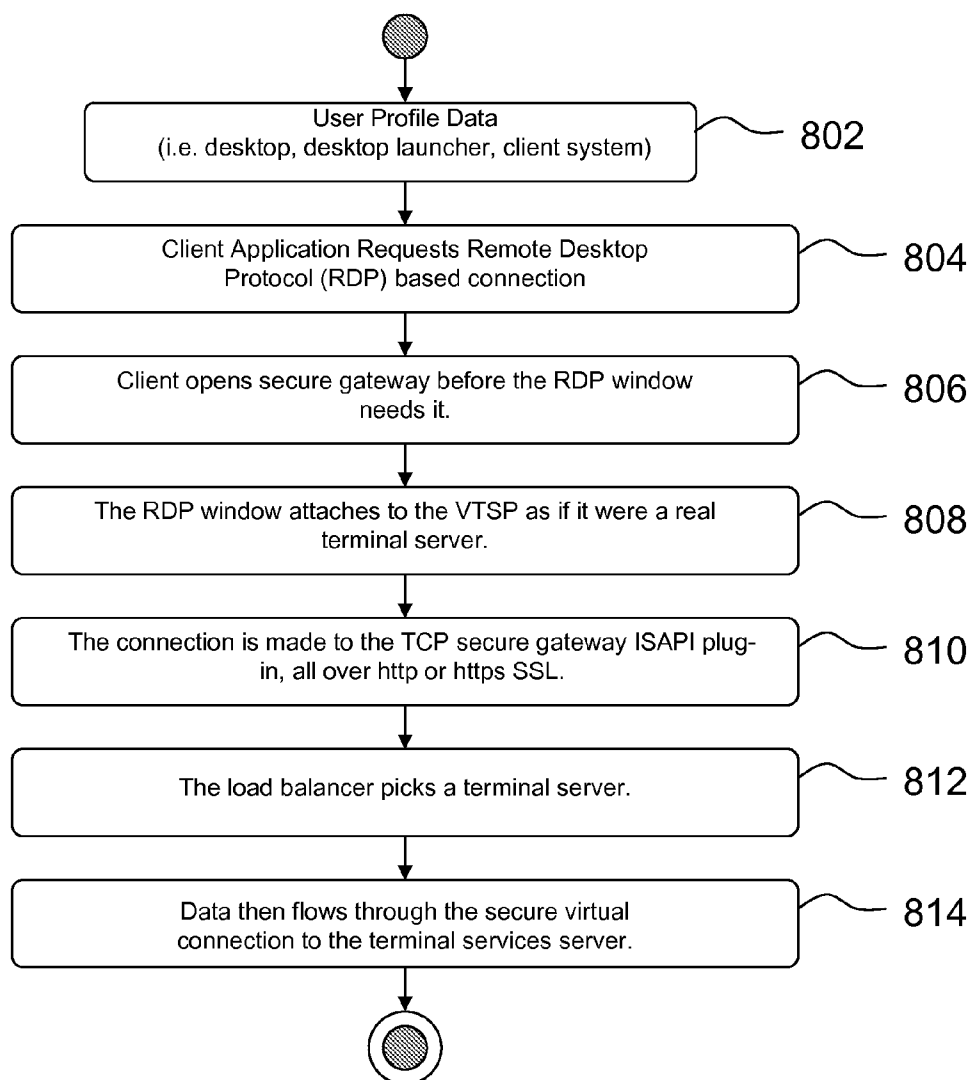 User Profile Data
(i.e. desktop, desktop launcher, client system)
802
Client Application Requests Remote Desktop
Protocol (RDP) based connection
804
Client opens secure gateway before the RDP window
needs it.
806
The RDP window attaches to the VTSP as if it were a real
terminal server.
808
The connection is made to the TCP secure gateway ISAPI plug-
in, all over http or https SSL.
810
The load balancer picks a terminal server.
812
Data then flows through the secure virtual
connection to the terminal services server.
814